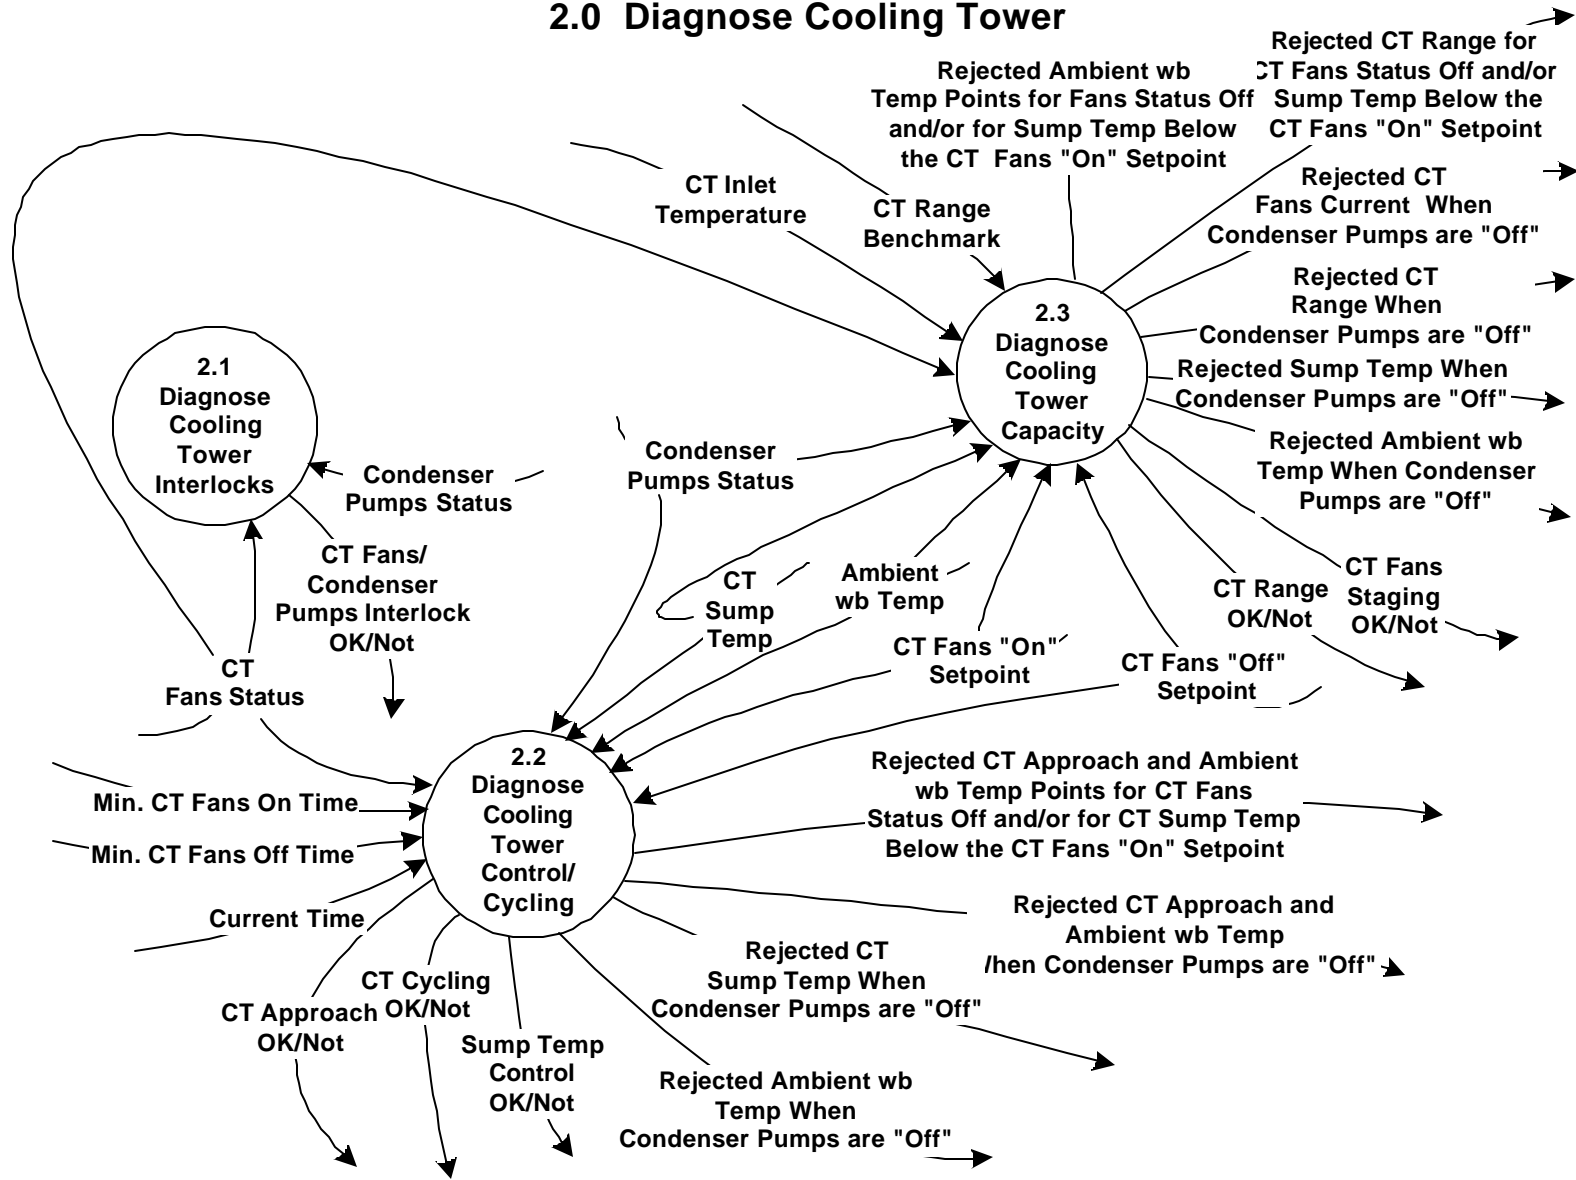 2.0 Diagnose Cooling Tower
Rejected CT Range for
CT Fans Status Off and/or
Sump Temp Below the
CT Fans "On" Setpoint
Rejected Ambient wb
Temp Points for Fans Status Off
and/or for Sump Temp Below
the CT Fans "On" Setpoint
CT Inlet
Temperature
CT Range
Benchmark
Rejected CT
Fans Current When
Condenser Pumps are "Off"
Rejected CT
Range When
Condenser Pumps are "Off"
2.3
Diagnose
Cooling
Tower
Capacity
Rejected Sump Temp When
Condenser Pumps are "Off"
Rejected Ambient wb
Temp When Condenser
Pumps are "Off"
2.1
Diagnose
Cooling
Tower
Interlocks
Condenser
Pumps Status
Condenser
Pumps Status
CT Fans/
Condenser
Pumps Interlock
OK/Not
CT
Sump
Temp
Ambient
wb Temp
CT Range
OK/Not
CT Fans
Staging
OK/Not
CT
Fans Status
CT Fans "On"
Setpoint
CT Fans "Off"
Setpoint
2.2
Diagnose
Cooling
Tower
Control/
Cycling
Min. CT Fans On Time
Min. CT Fans Off Time
Current Time
Rejected CT Approach and Ambient
wb Temp Points for CT Fans
Status Off and/or for CT Sump Temp
Below the CT Fans "On" Setpoint
Rejected CT Approach and
Ambient wb Temp
/hen Condenser Pumps are "Off"
Rejected CT
Sump Temp When
Condenser Pumps are "Off"
CT Approach
OK/Not
CT Cycling
OK/Not
Sump Temp
Control
OK/Not
Rejected Ambient wb
Temp When
Condenser Pumps are "Off"